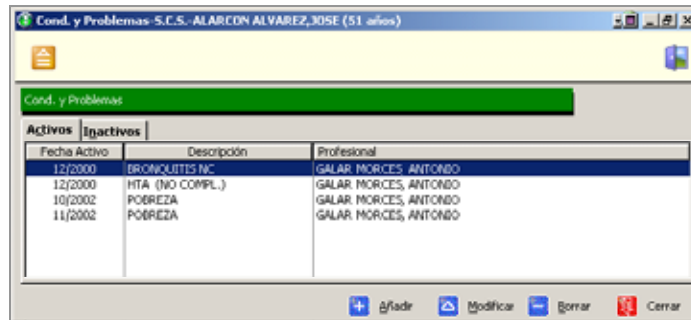 Cond. y Problemas-S.C.S.-ALARCON ALVAREZ,JOSE (51 años)
Cond. y Problemas
Activos Inactivos
Fecha Activo Descripción Profesional
12/2000 BRONQUITIS NC GALAR MORCES, ANTONIO
12/2000 HTA (NO COMPL.) GALAR MORCES, ANTONIO
10/2002 POBREZA GALAR MORCES, ANTONIO
11/2002 POBREZA GALAR MORCES, ANTONIO
Añadir Modificar Borrar Cerrar